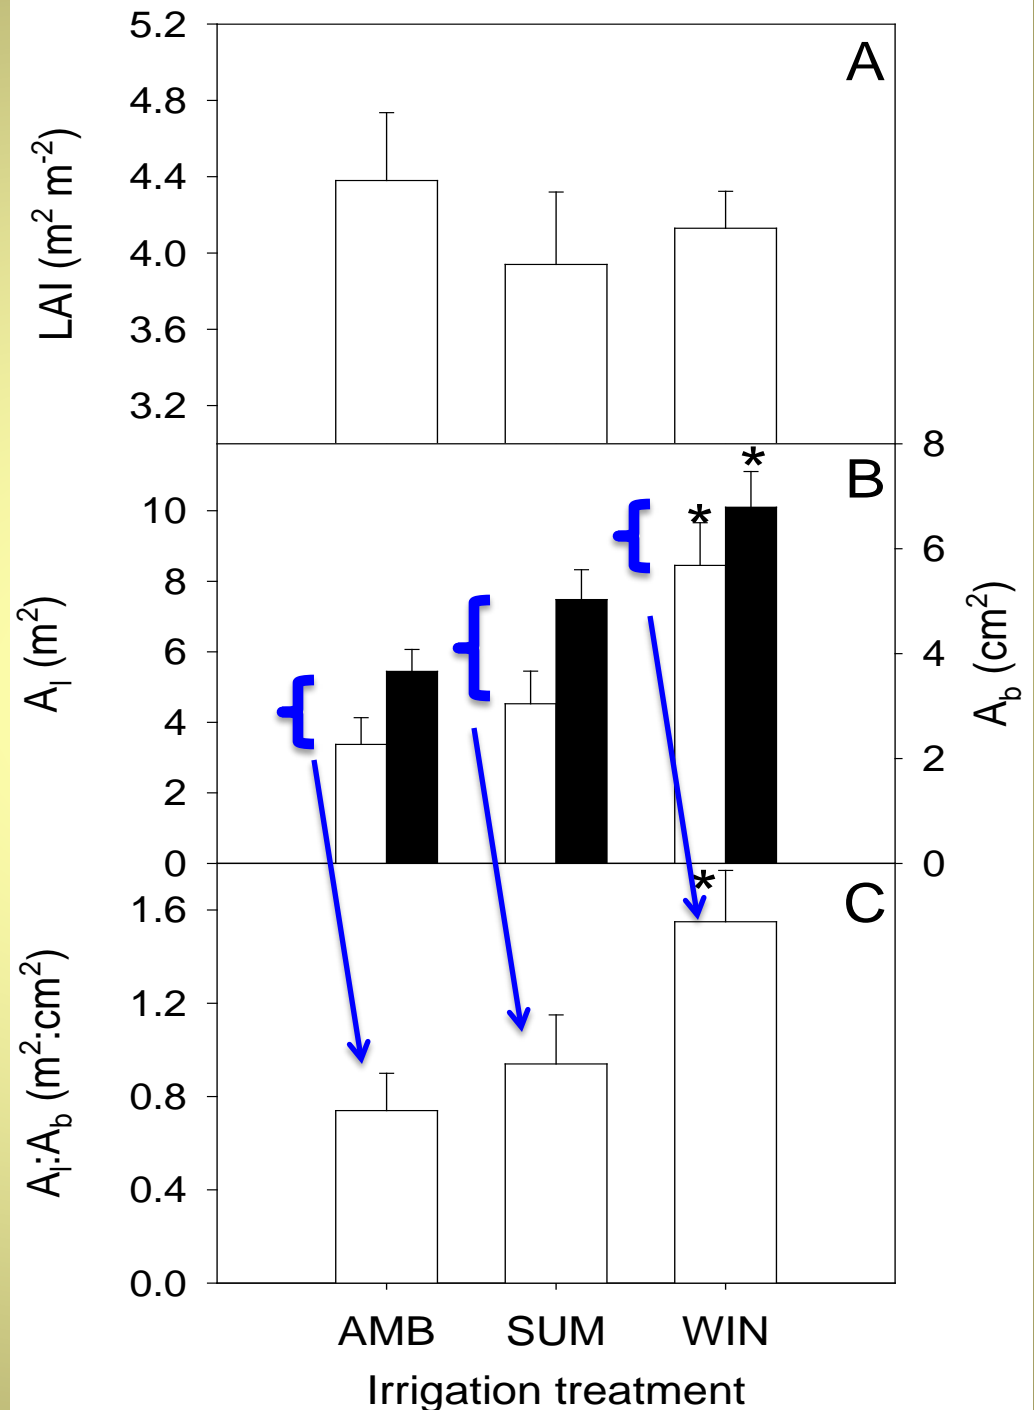 A
5.2
4.8
4.4
4.0
3.6
3.2
LAI (m² m⁻²)
B
10
8
6
4
2
0
Aₗ (m²)
8
6
4
2
0
A_b (cm²)
*
*
C
1.6
1.2
0.8
0.4
0.0
Aₗ:A_b (m²:cm²)
*
AMB SUM WIN
Irrigation treatment